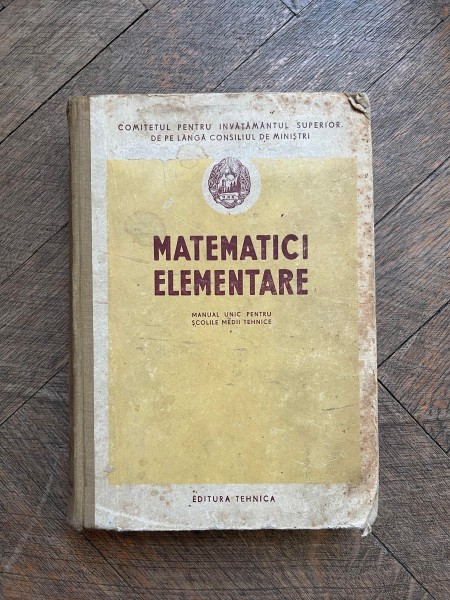 COMITETUL PENTRU INVĂTĂMÂNTUL SUPERIOR
DE PE LÂNGĂ CONSILIUL DE MINIȘTRI
MATEMATICI
ELEMENTARE
MANUAL UNIC PENTRU
ȘCOLILE MEDII TEHNICE
EDITURA TEHNICA